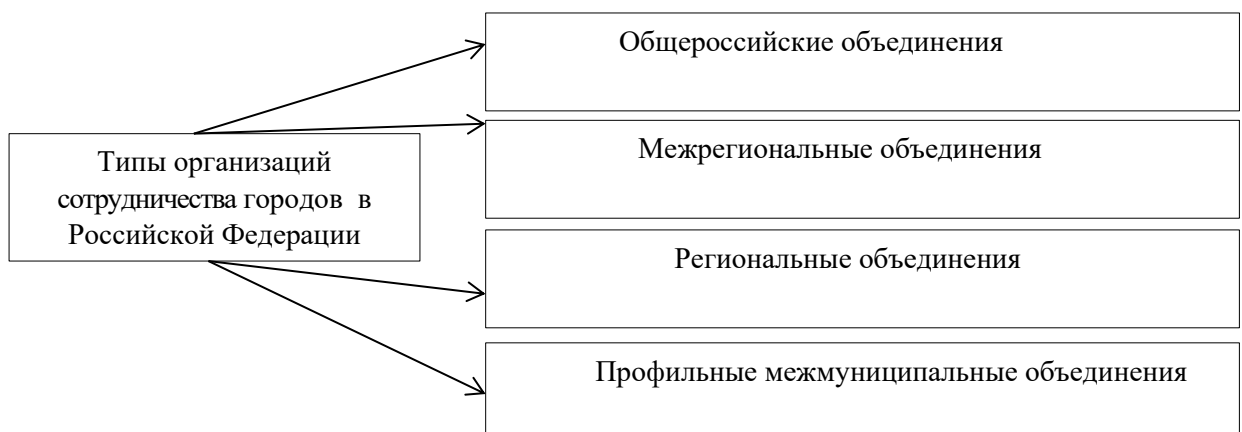 Типы организаций
сотрудничества городов в
Российской Федерации
Общероссийские объединения
Межрегиональные объединения
Региональные объединения
Профильные межмуниципальные объединения